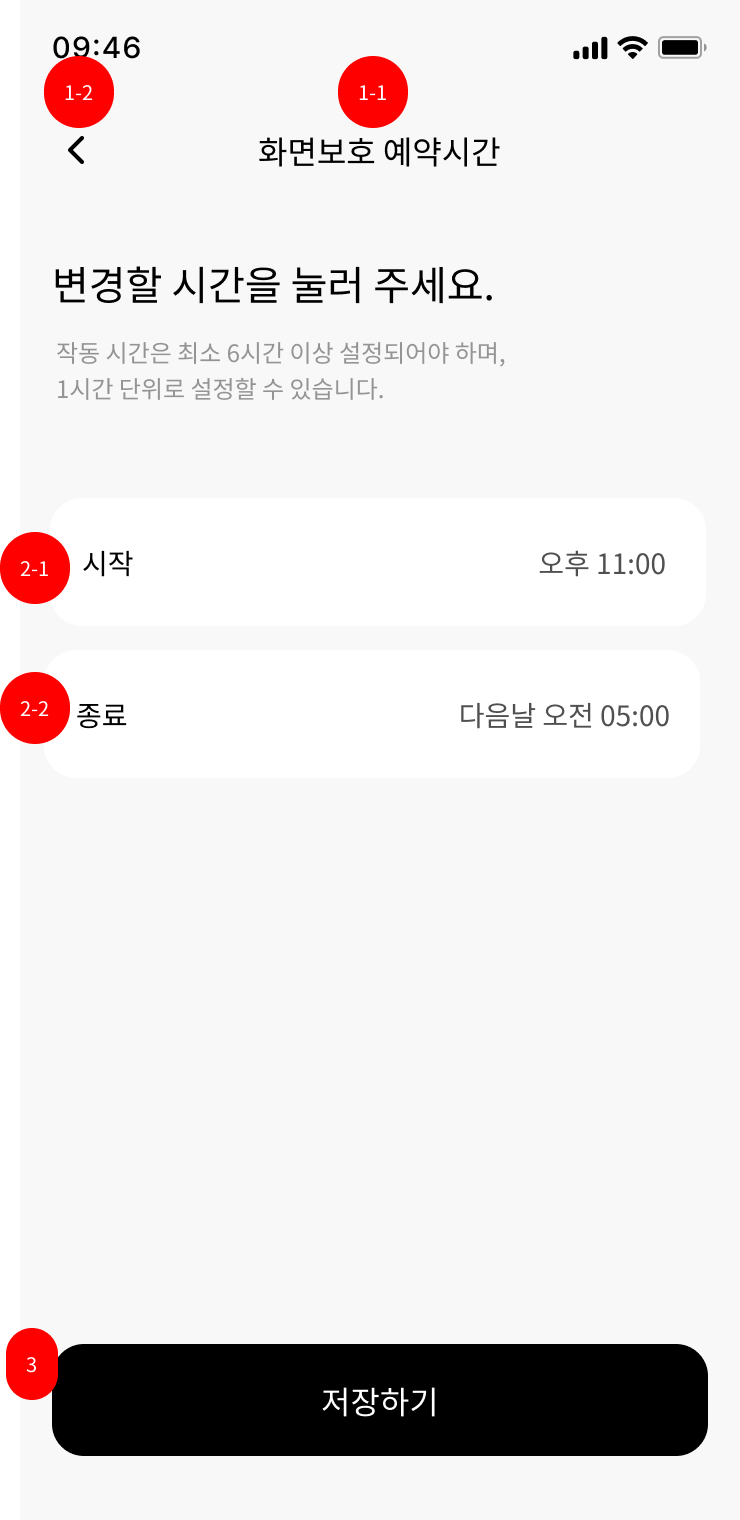 09:46
1-2
1-1
화면보호 예약시간
변경할 시간을 눌러 주세요.
작동 시간은 최소 6시간 이상 설정되어야 하며,
1시간 단위로 설정할 수 있습니다.
2-1 시작 오후 11:00
2-2 종료 다음날 오전 05:00
3
저장하기